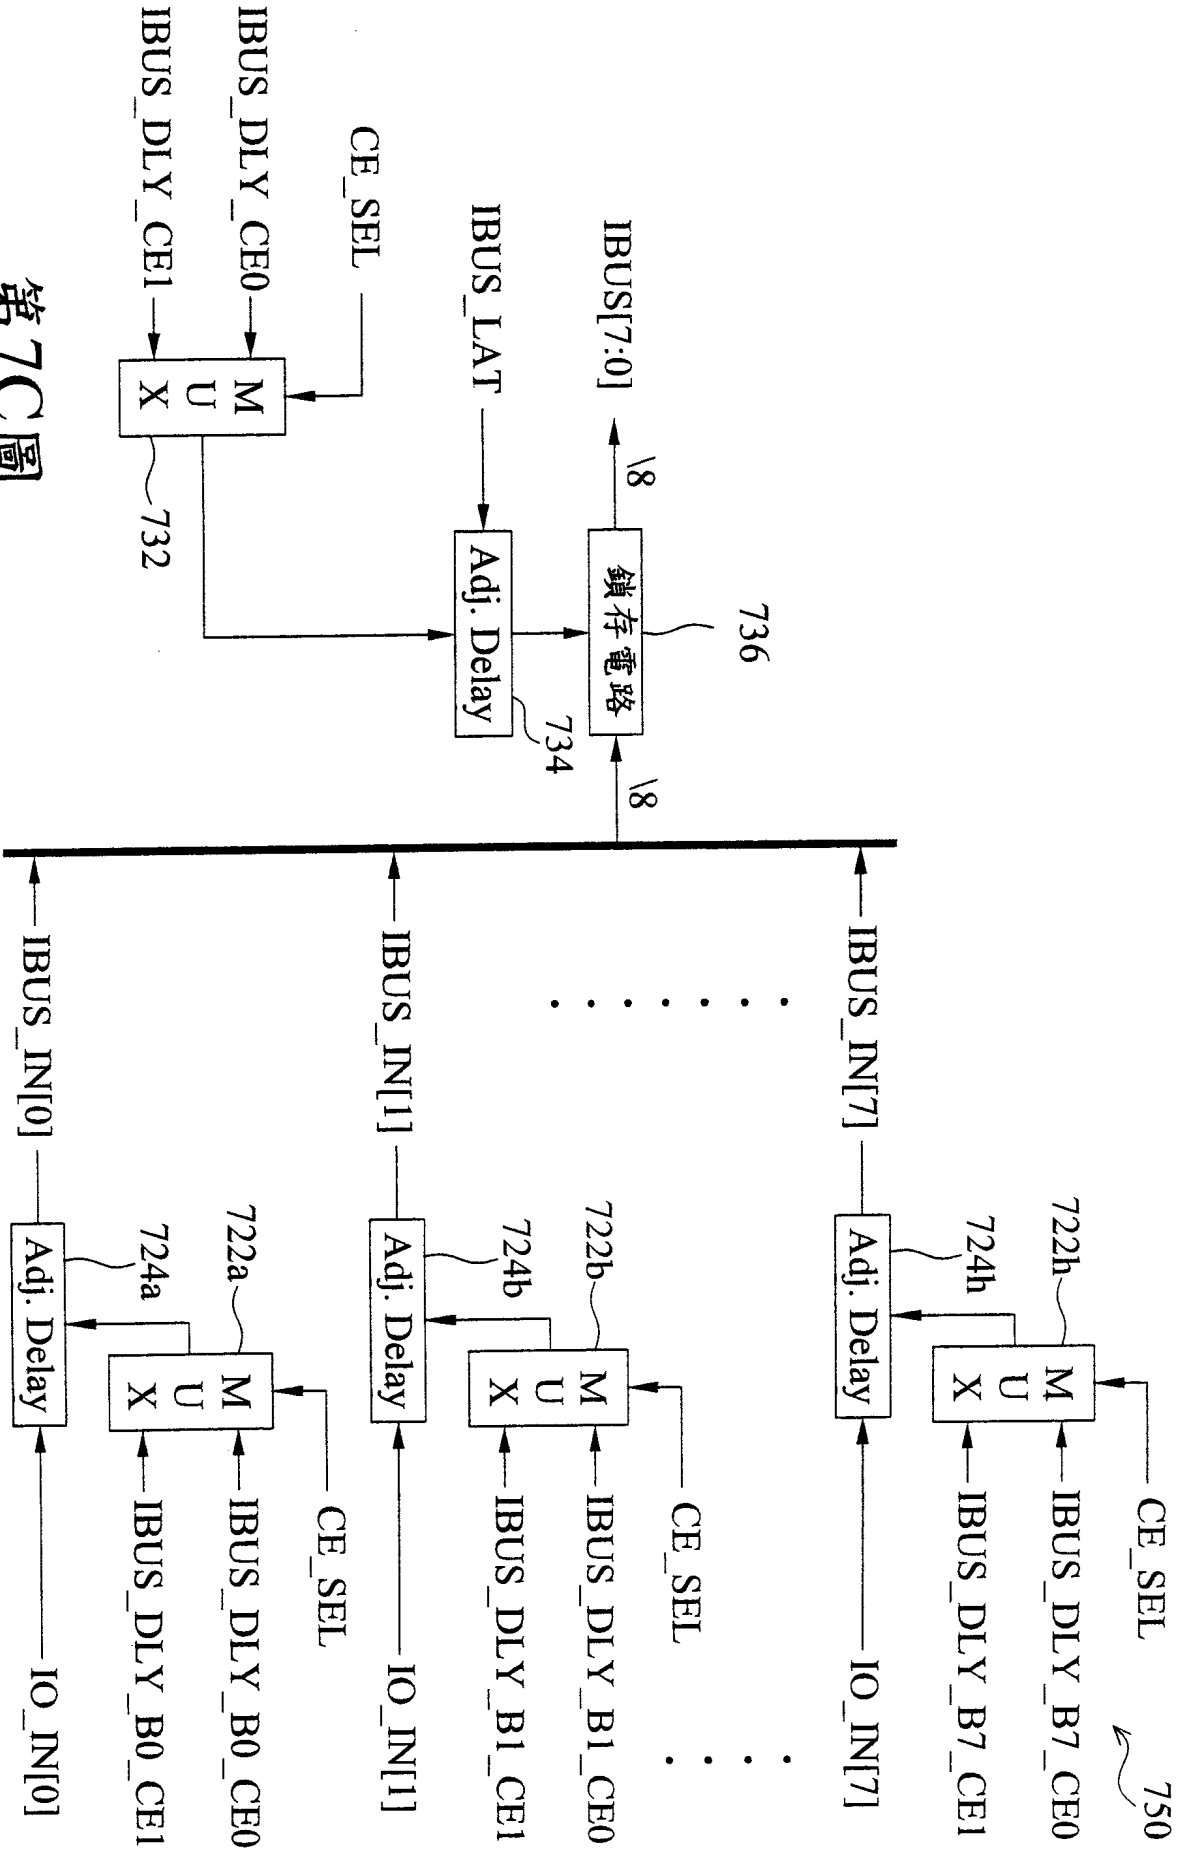 750
CE_SEL
IBUS_DLY_B7_CE0
IBUS_DLY_B7_CE1
722h
MUX
724h
IBUS_IN[7]
Adj. Delay
IO_IN[7]
736
IBUS[7:0]
\8
鎖存電路
\8
IBUS_LAT
Adj. Delay
734
CE_SEL
IBUS_DLY_CE0
IBUS_DLY_CE1
MUX
732
CE_SEL
IBUS_DLY_B1_CE0
IBUS_DLY_B1_CE1
722b
MUX
724b
IBUS_IN[1]
Adj. Delay
IO_IN[1]
CE_SEL
IBUS_DLY_B0_CE0
IBUS_DLY_B0_CE1
722a
MUX
724a
IBUS_IN[0]
Adj. Delay
IO_IN[0]
第7C圖